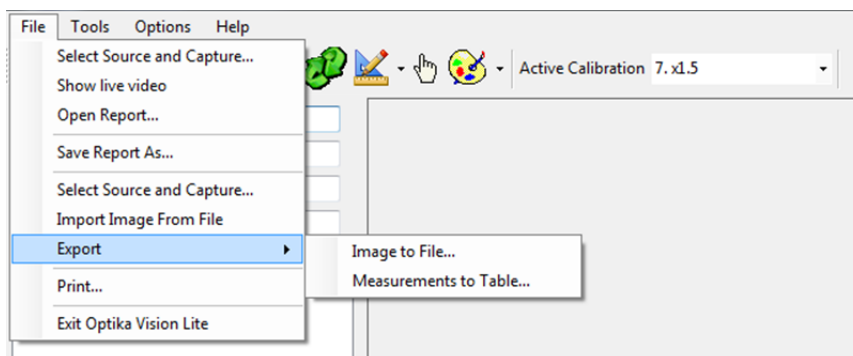 File Tools Options Help
Select Source and Capture...
Show live video
Open Report...
Active Calibration 7. x1.5
Save Report As...
Select Source and Capture...
Import Image From File
Export
Image to File...
Measurements to Table...
Print...
Exit Optika Vision Lite